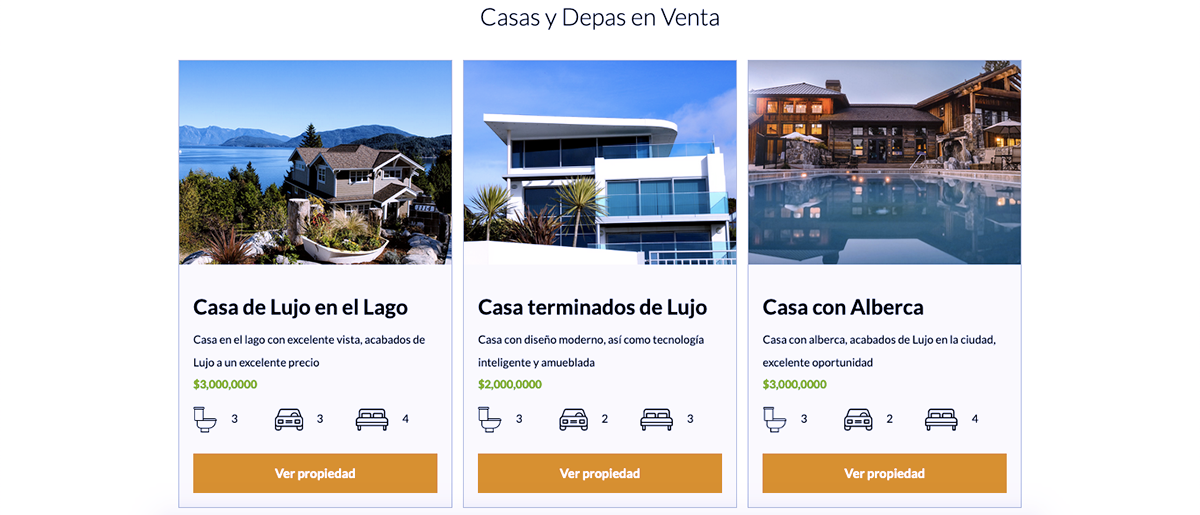 Casas y Depas en Venta
1114
Casa de Lujo en el Lago
Casa en el lago con excelente vista, acabados de
Lujo a un excelente precio
$3,000,0000
3 3 4
Ver propiedad
Casa terminados de Lujo
Casa con diseño moderno, así como tecnología
inteligente y amueblada
$2,000,0000
3 2 3
Ver propiedad
Casa con Alberca
Casa con alberca, acabados de Lujo en la ciudad,
excelente oportunidad
$3,000,0000
3 2 4
Ver propiedad